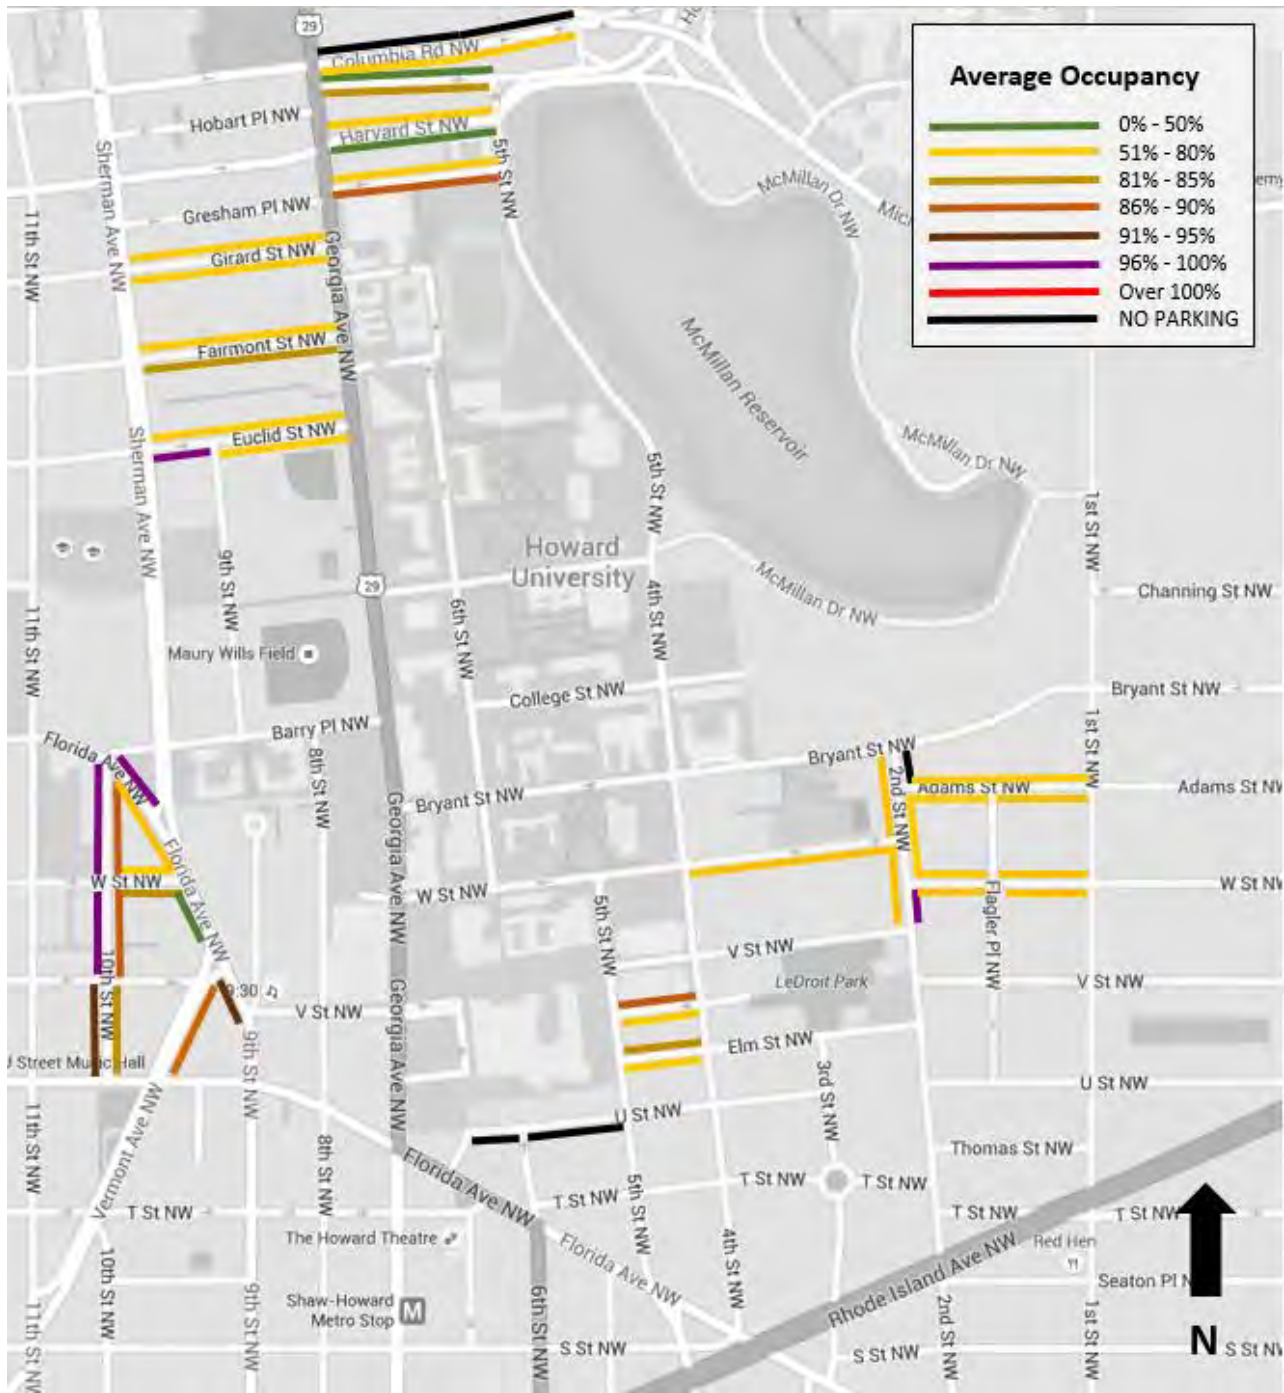 29
Columbia Rd NW
Average Occupancy
0% - 50%
51% - 80%
81% - 85%
86% - 90%
91% - 95%
96% - 100%
Over 100%
NO PARKING
Hobart Pl NW
Harvard St NW
Sherman Ave NW
5th St NW
McMillan Dr NW
Gresham Pl NW
11th St NW
Girard St NW
Georgia Ave NW
Fairmont St NW
McMillan Reservoir
Euclid St NW
Sherman Ave NW
McMillan Dr NW
5th St NW
1st St NW
Howard
University
9th St NW
29
McMillan Dr NW
4th St NW
Channing St NW
11th St NW
6th St NW
Maury Wills Field
College St NW
Bryant St NW
Barry Pl NW
Florida Ave NW
8th St NW
1st St NW
Bryant St NW
Bryant St NW
2nd St NW
Adams St NW
Adams St NW
Georgia Ave NW
Florida Ave NW
W St NW
W St NW
W St NW
Flagler Pl NW
5th St NW
V St NW
10th St NW
9:30
LeDroit Park
V St NW
V St NW
Georgia Ave NW
Elm St NW
U Street Music Hall
9th St NW
3rd St NW
U St NW
U St NW
11th St NW
Vermont Ave NW
8th St NW
Florida Ave NW
Thomas St NW
T St NW
T St NW
T St NW
T St NW
T St NW
T St NW
5th St NW
4th St NW
The Howard Theatre
Florida Ave NW
Rhode Island Ave NW
Red Hen
Seaton Pl N
10th St NW
9th St NW
Shaw-Howard
Metro Stop
M
6th St NW
2nd St NW
1st St NW
11th St NW
S St NW
S St NW
N
S St NW